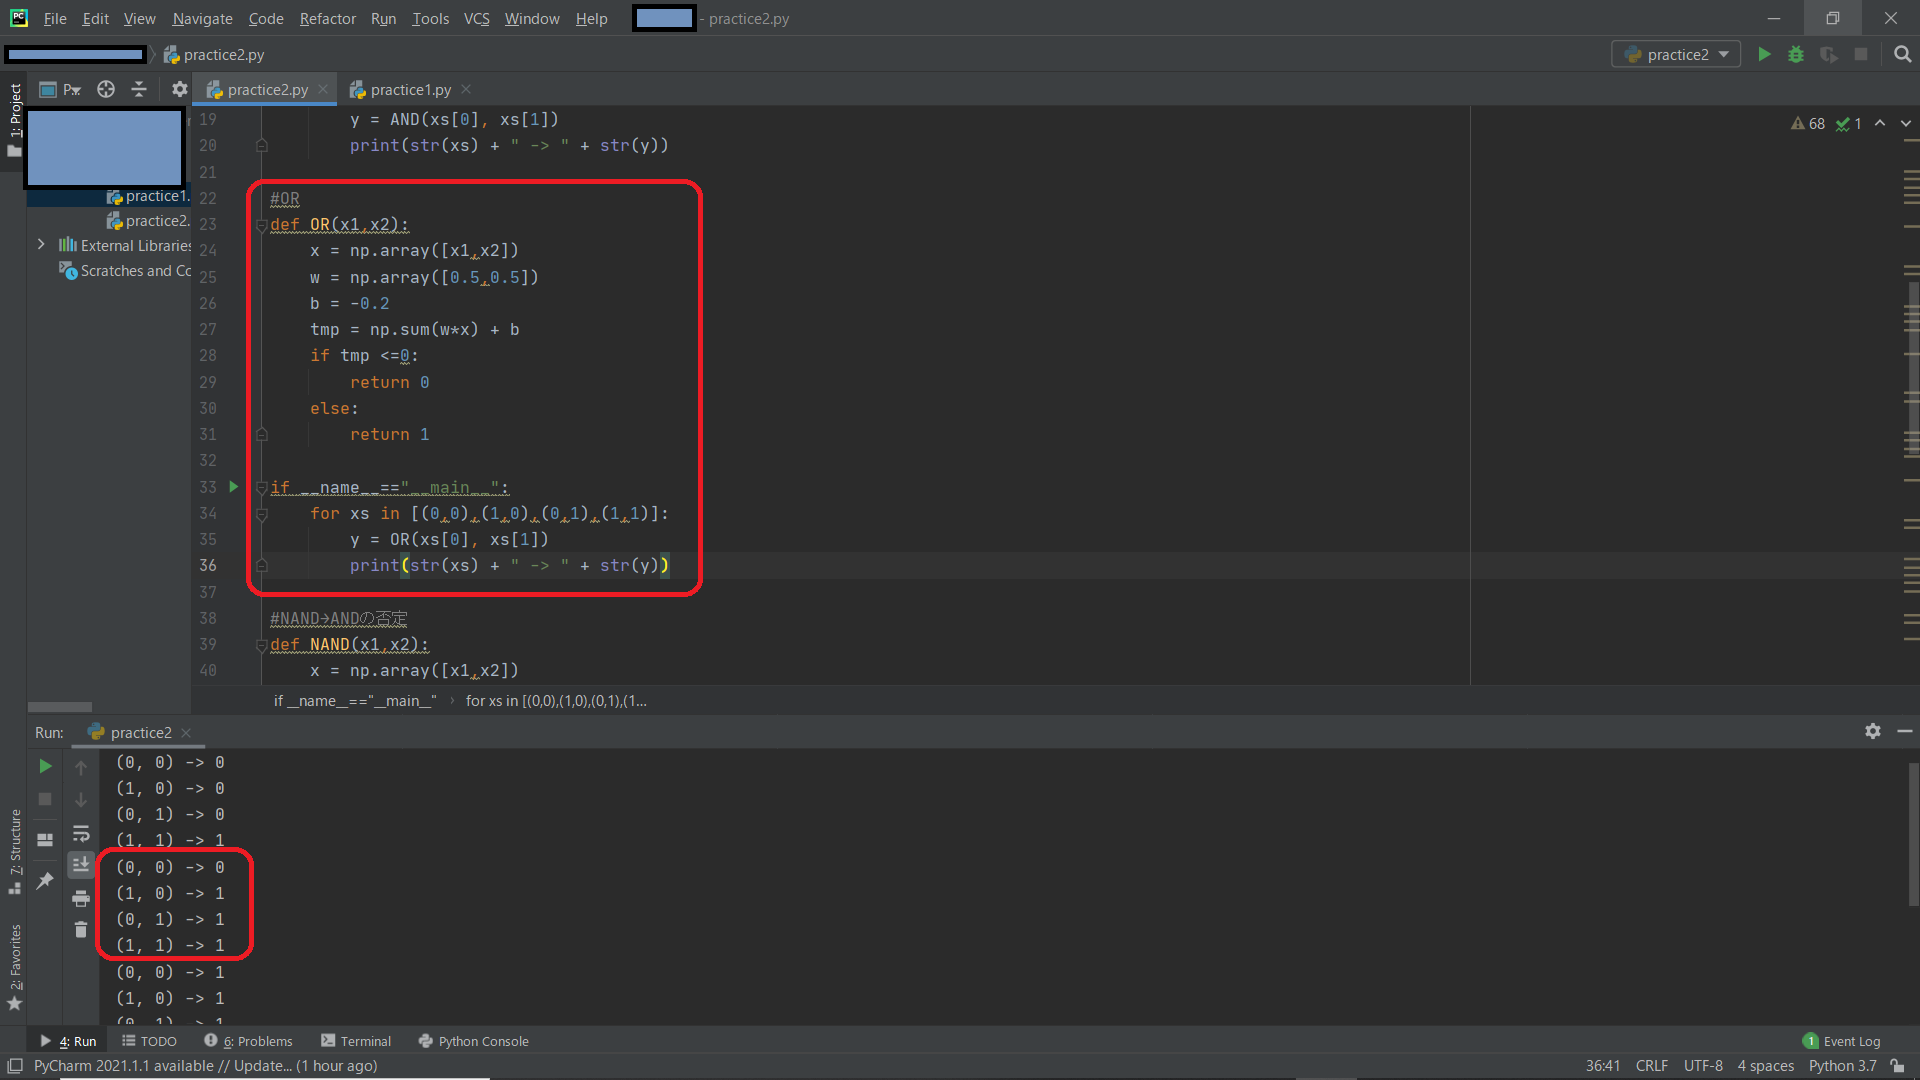 File Edit View Navigate Code Refactor Run Tools VCS Window Help - practice2.py
practice2.py
practice2
1: Project
P...
practice2.py
practice1.py
practice1.
practice2.
External Libraries
Scratches and Co
68 1
19 y = AND(xs[0], xs[1])
20 print(str(xs) + " -> " + str(y))
21
22 #OR
23 def OR(x1,x2):
24 x = np.array([x1,x2])
25 w = np.array([0.5,0.5])
26 b = -0.2
27 tmp = np.sum(w*x) + b
28 if tmp <=0:
29 return 0
30 else:
31 return 1
32
33 if __name__=="__main__":
34 for xs in [(0,0),(1,0),(0,1),(1,1)]:
35 y = OR(xs[0], xs[1])
36 print(str(xs) + " -> " + str(y))
37
38 #NAND→ANDの否定
39 def NAND(x1,x2):
40 x = np.array([x1,x2])
if __name__=="__main__" › for xs in [(0,0),(1,0),(0,1),(1...
Run: practice2
(0, 0) -> 0
(1, 0) -> 0
(0, 1) -> 0
(1, 1) -> 1
(0, 0) -> 0
(1, 0) -> 1
(0, 1) -> 1
(1, 1) -> 1
(0, 0) -> 1
(1, 0) -> 1
(0, 1) -> 1
7: Structure
2: Favorites
4: Run TODO 6: Problems Terminal Python Console 1 Event Log
PyCharm 2021.1.1 available // Update... (1 hour ago) 36:41 CRLF UTF-8 4 spaces Python 3.7